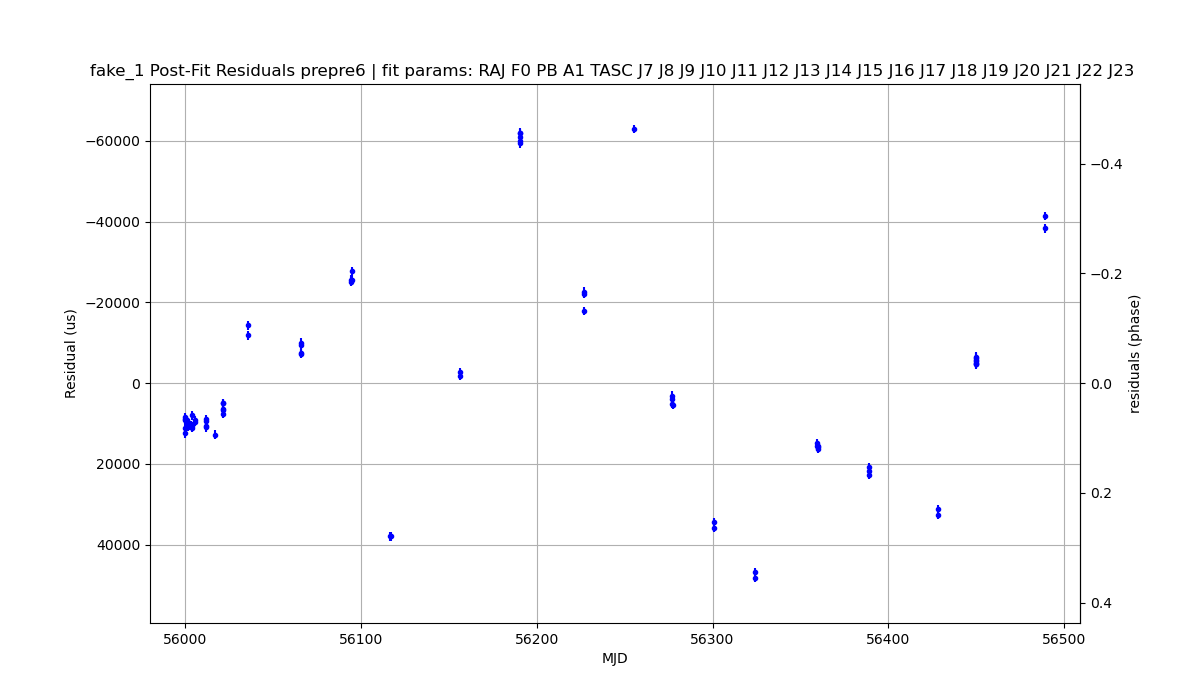 fake_1 Post-Fit Residuals prepre6 | fit params: RAJ F0 PB A1 TASC J7 J8 J9 J10 J11 J12 J13 J14 J15 J16 J17 J18 J19 J20 J21 J22 J23
−60000
−40000
−20000
0
20000
40000
Residual (us)
−0.4
−0.2
0.0
0.2
0.4
residuals (phase)
56000 56100 56200 56300 56400 56500
MJD